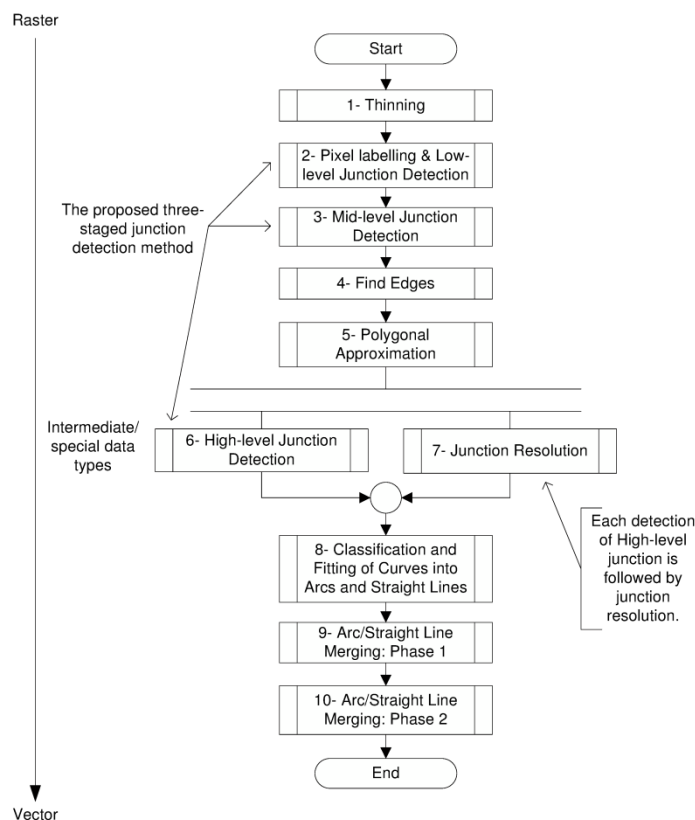 Raster
Start
1- Thinning
2- Pixel labelling & Low-
level Junction Detection
The proposed three-
staged junction
detection method
3- Mid-level Junction
Detection
4- Find Edges
5- Polygonal
Approximation
Intermediate/
special data
types
6- High-level Junction
Detection
7- Junction Resolution
Each detection
of High-level
junction is
followed by
junction
resolution.
8- Classification and
Fitting of Curves into
Arcs and Straight Lines
9- Arc/Straight Line
Merging: Phase 1
10- Arc/Straight Line
Merging: Phase 2
End
Vector